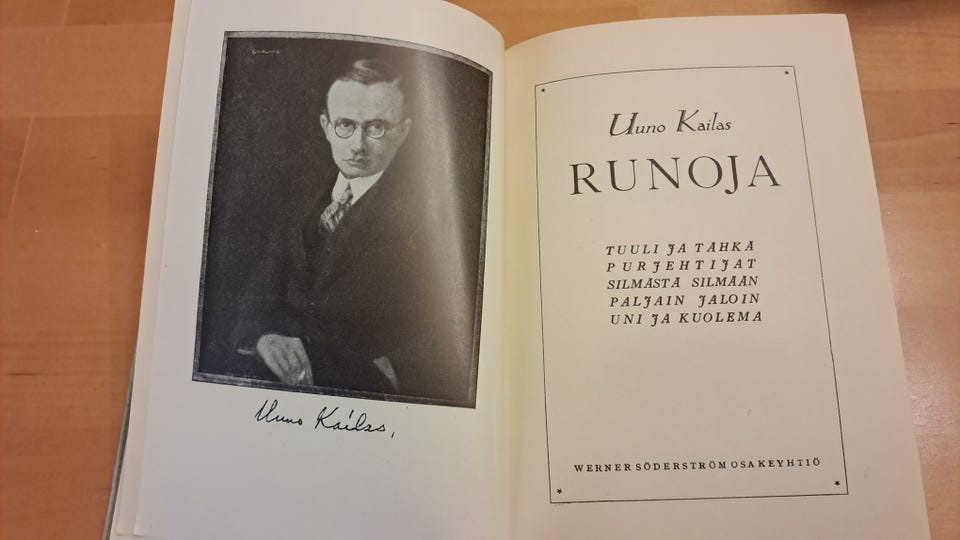 Uuno Kailas,
Uuno Kailas
RUNOJA
TUULI JA TÄHKÄ
PURJEHTIJAT
SILMÄSTÄ SILMÄÄN
PALJAIN JALOIN
UNI JA KUOLEMA
WERNER SÖDERSTRÖM OSAKEYHTIÖ